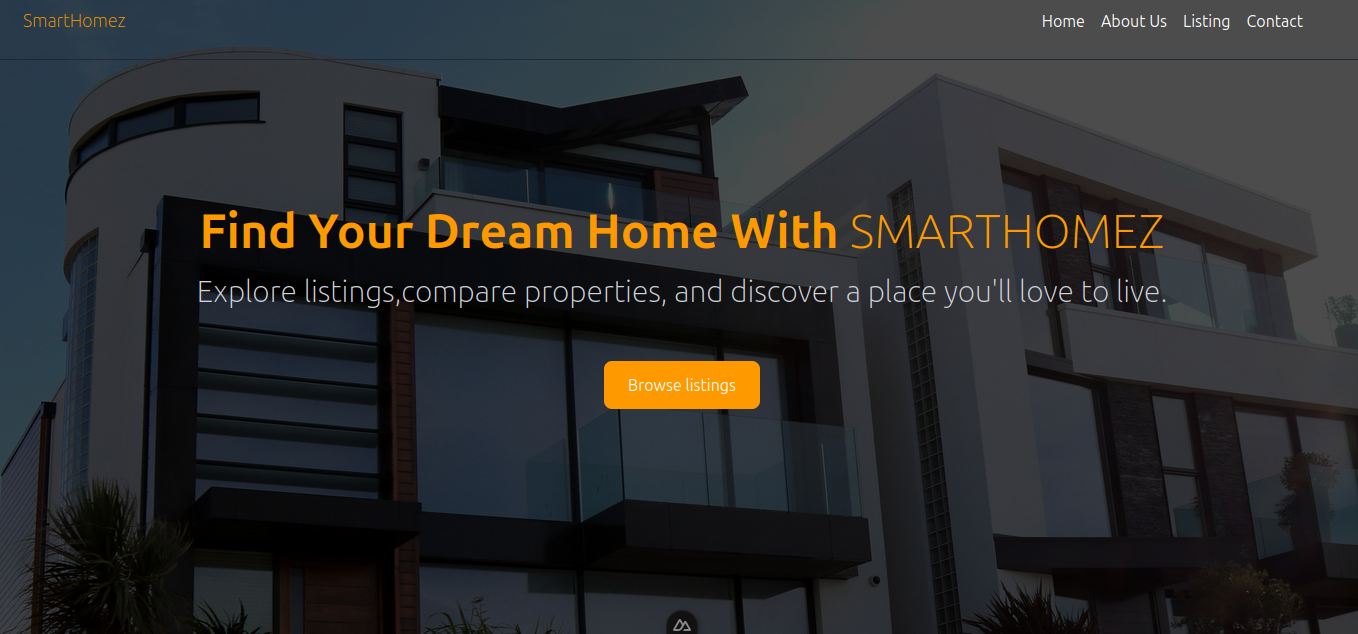 SmartHomez
Home About Us Listing Contact
Find Your Dream Home With SMARTHOMEZ
Explore listings,compare properties, and discover a place you'll love to live.
Browse listings